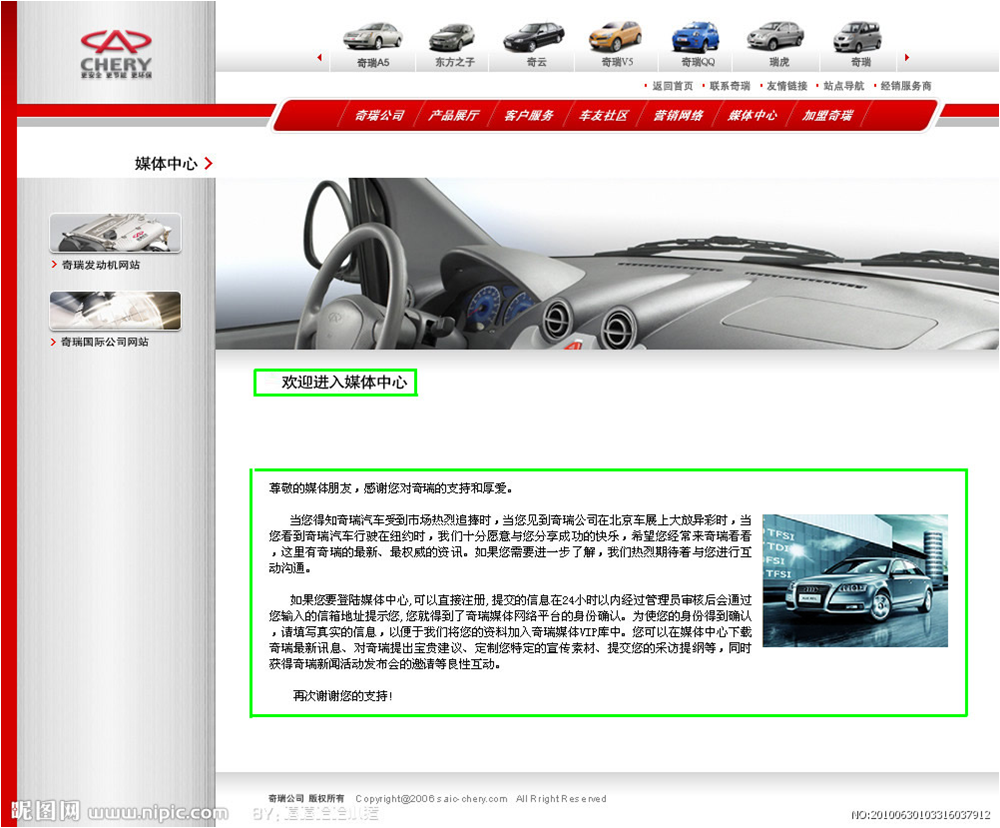 CHERY
更安全 更节能 更环保
奇瑞A5 东方之子 奇云 奇瑞V5 奇瑞QQ 瑞虎 奇瑞
返回首页 联系奇瑞 友情链接 站点导航 经销服务商
奇瑞公司 产品展厅 客户服务 车友社区 营销网络 媒体中心 加盟奇瑞
媒体中心
奇瑞发动机网站
奇瑞国际公司网站
欢迎进入媒体中心
尊敬的媒体朋友，感谢您对奇瑞的支持和厚爱。
当您得知奇瑞汽车受到市场热烈追捧时，当您见到奇瑞公司在北京车展上大放异彩时，当
您看到奇瑞汽车行驶在纽约时，我们十分愿意与您分享成功的快乐，希望您经常来奇瑞看看
，这里有奇瑞的最新、最权威的资讯。如果您需要进一步了解，我们热烈期待着与您进行互
动沟通。
如果您要登陆媒体中心,可以直接注册,提交的信息在24小时以内经过管理员审核后会通过
您输入的信箱地址提示您,您就得到了奇瑞媒体网络平台的身份确认。为使您的身份得到确认
，请填写真实的信息，以便于我们将您的资料加入奇瑞媒体VIP库中。您可以在媒体中心下载
奇瑞最新讯息、对奇瑞提出宝贵建议、定制您特定的宣传素材、提交您的采访提纲等，同时
获得奇瑞新闻活动发布会的邀请等良性互动。
再次谢谢您的支持!
TFSI
TDI
TFSI
奇瑞公司 版权所有 Copyright@2006 saic-chery.com All Rright Reserved
昵图网 www.nipic.com BY:
NO:20100630103316037912